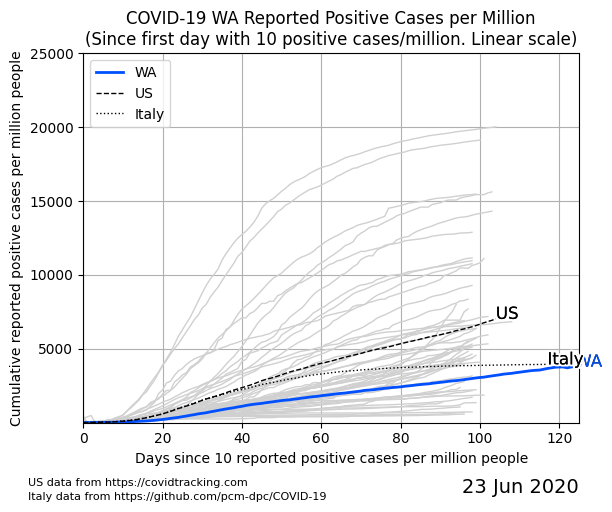 COVID-19 WA Reported Positive Cases per Million
(Since first day with 10 positive cases/million. Linear scale)
Cumulative reported positive cases per million people
25000
20000
15000
10000
5000
WA
US
Italy
US
Italy
WA
0
20
40
60
80
100
120
Days since 10 reported positive cases per million people
US data from https://covidtracking.com
Italy data from https://github.com/pcm-dpc/COVID-19
23 Jun 2020